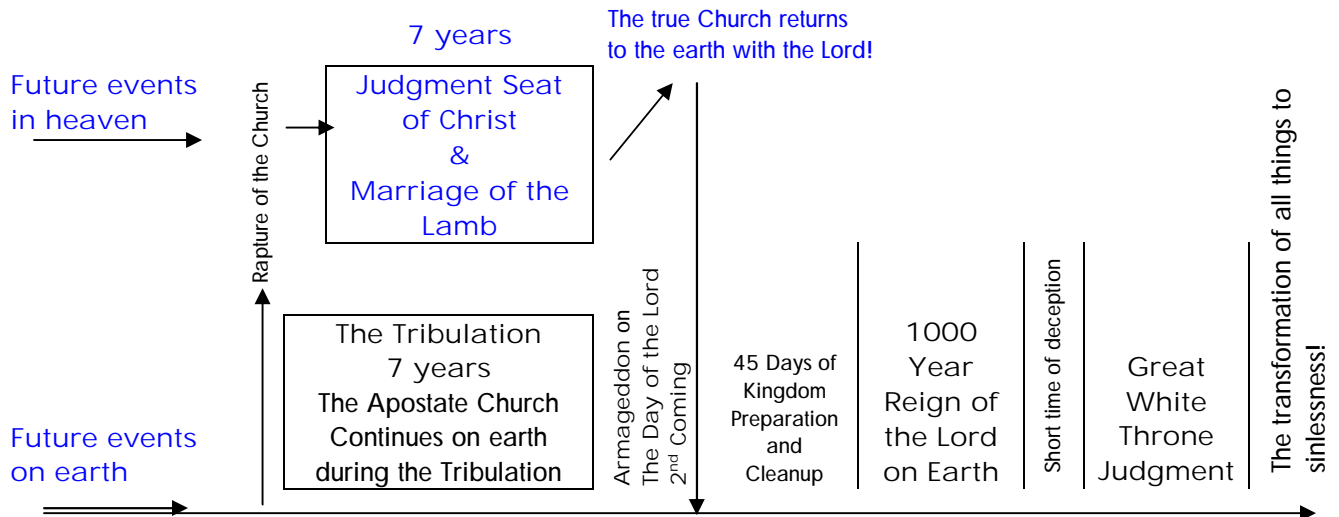 7 years
The true Church returns
to the earth with the Lord!
Future events
in heaven
Rapture of the Church
Judgment Seat
of Christ
&
Marriage of the
Lamb
Future events
on earth
The Tribulation
7 years
The Apostate Church
Continues on earth
during the Tribulation
Armageddon on
The Day of the Lord
2nd Coming
45 Days of
Kingdom
Preparation
and
Cleanup
1000
Year
Reign of
the Lord
on Earth
Short time of deception
Great
White
Throne
Judgment
The transformation of all things to
sinlessness!